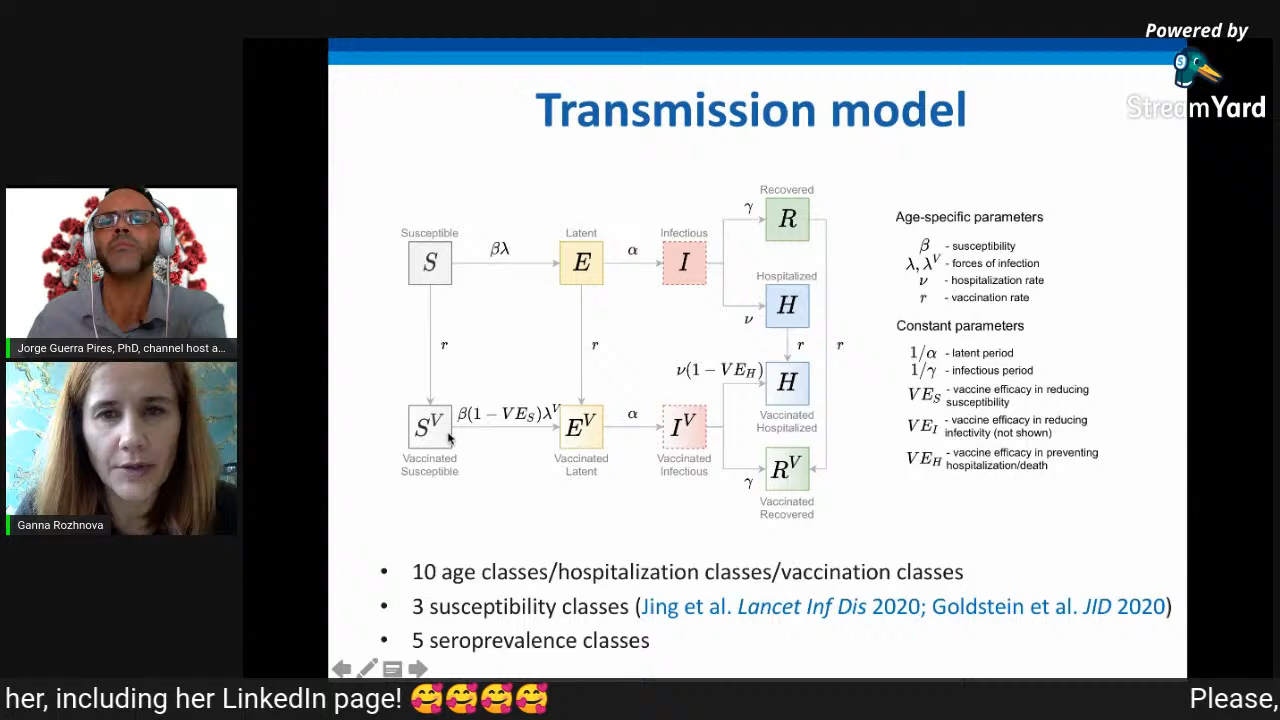 Powered by
StreamYard
Transmission model
Recovered
R
γ
Susceptible
S
βλ
Latent
E
α
Infectious
I
Hospitalized
H
ν
r
r
r
r
ν(1−VE_H)
H
Vaccinated
Hospitalized
S^V
β(1−VE_S)λ^V
E^V
α
I^V
R^V
γ
Vaccinated
Susceptible
Vaccinated
Latent
Vaccinated
Infectious
Vaccinated
Recovered
Age-specific parameters
β - susceptibility
λ, λ^V - forces of infection
ν - hospitalization rate
r - vaccination rate
Constant parameters
1/α - latent period
1/γ - infectious period
VE_S - vaccine efficacy in reducing
susceptibility
VE_I - vaccine efficacy in reducing
infectivity (not shown)
VE_H - vaccine efficacy in preventing
hospitalization/death
• 10 age classes/hospitalization classes/vaccination classes
• 3 susceptibility classes (Jing et al. Lancet Inf Dis 2020; Goldstein et al. JID 2020)
• 5 seroprevalence classes
Jorge Guerra Pires, PhD, channel host a...
Ganna Rozhnova
her, including her LinkedIn page! 🥰🥰🥰🥰
Please,